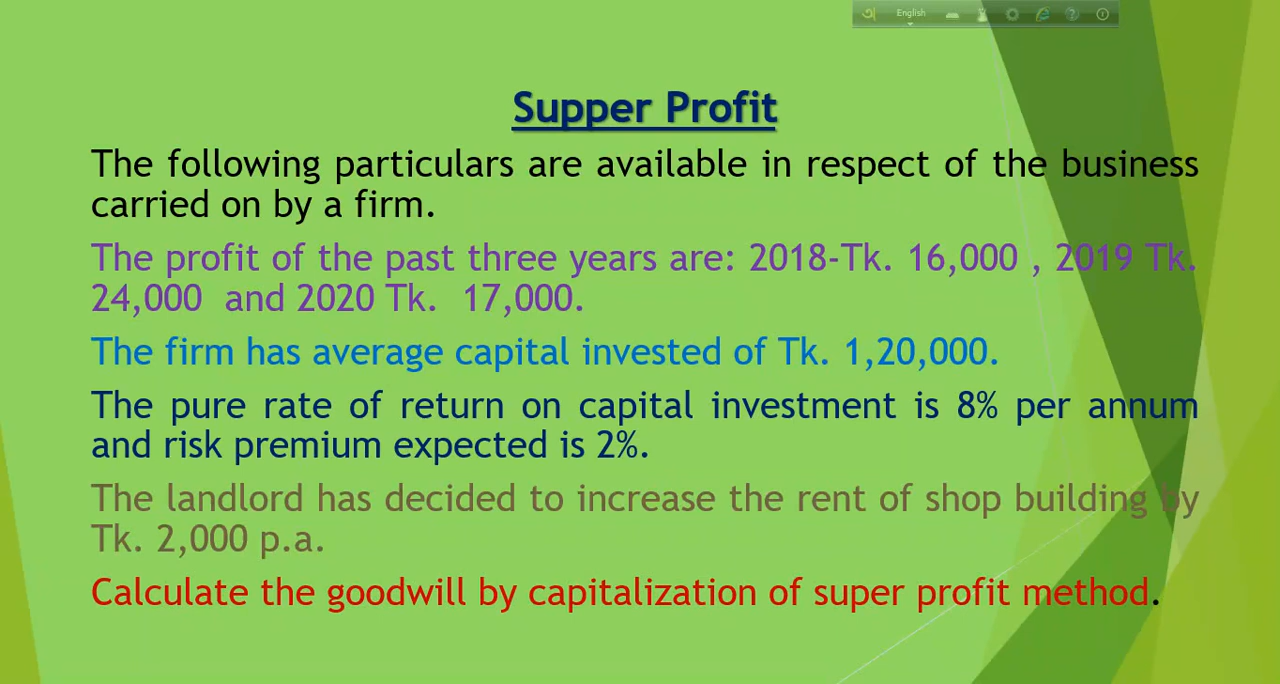 English
Supper Profit
The following particulars are available in respect of the business
carried on by a firm.
The profit of the past three years are: 2018-Tk. 16,000 , 2019 Tk.
24,000 and 2020 Tk. 17,000.
The firm has average capital invested of Tk. 1,20,000.
The pure rate of return on capital investment is 8% per annum
and risk premium expected is 2%.
The landlord has decided to increase the rent of shop building by
Tk. 2,000 p.a.
Calculate the goodwill by capitalization of super profit method.